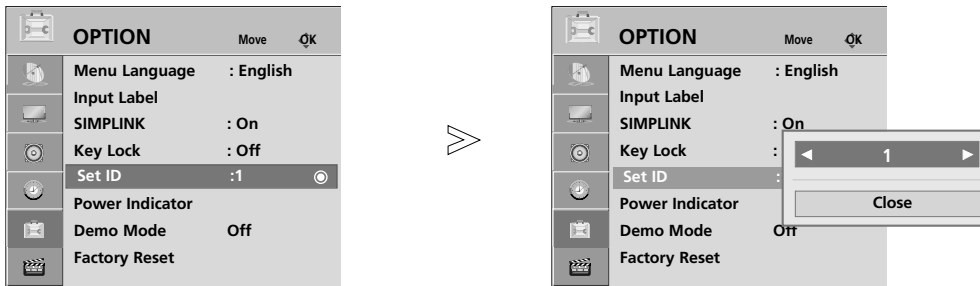 OPTION Move OK
Menu Language : English
Input Label
SIMPLINK : On
Key Lock : Off
Set ID :1
Power Indicator
Demo Mode Off
Factory Reset
>
OPTION Move OK
Menu Language : English
Input Label
SIMPLINK : On
Key Lock :
◄ 1 ►
Set ID :
Power Indicator
Close
Demo Mode Off
Factory Reset